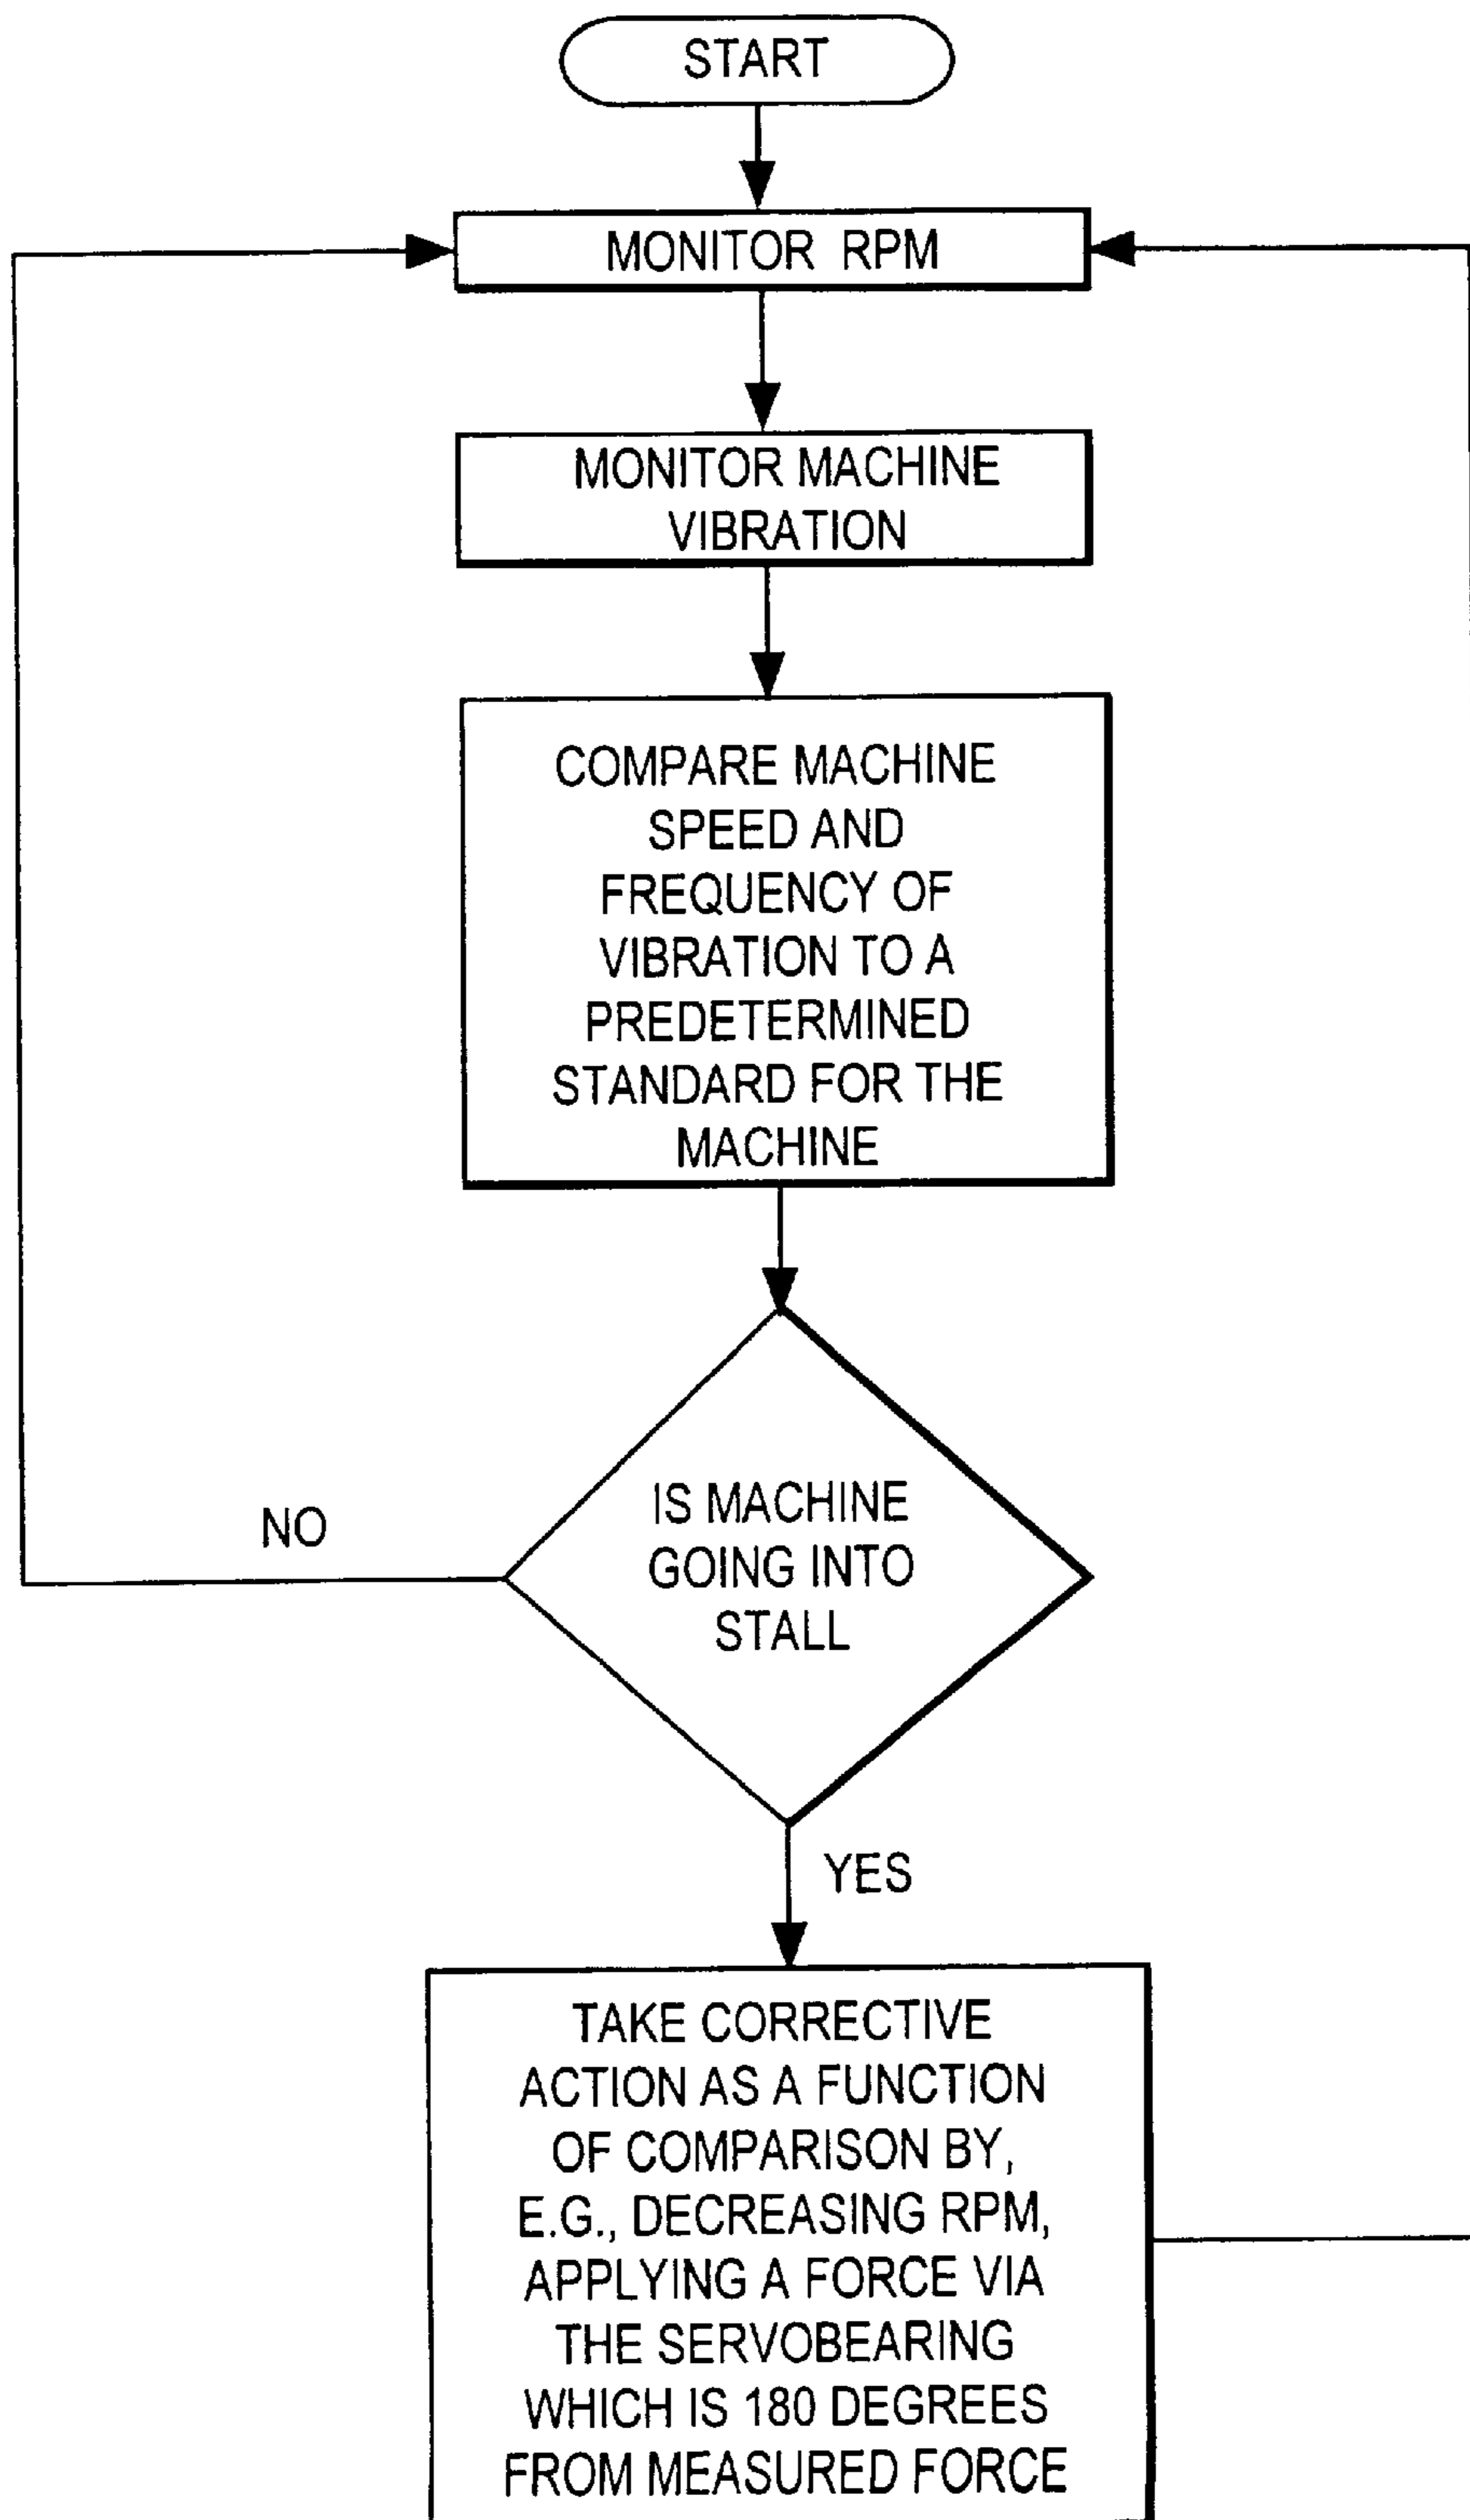 START
MONITOR RPM
MONITOR MACHINE
VIBRATION
COMPARE MACHINE
SPEED AND
FREQUENCY OF
VIBRATION TO A
PREDETERMINED
STANDARD FOR THE
MACHINE
IS MACHINE
GOING INTO
STALL
NO
YES
TAKE CORRECTIVE
ACTION AS A FUNCTION
OF COMPARISON BY,
E.G., DECREASING RPM,
APPLYING A FORCE VIA
THE SERVOBEARING
WHICH IS 180 DEGREES
FROM MEASURED FORCE